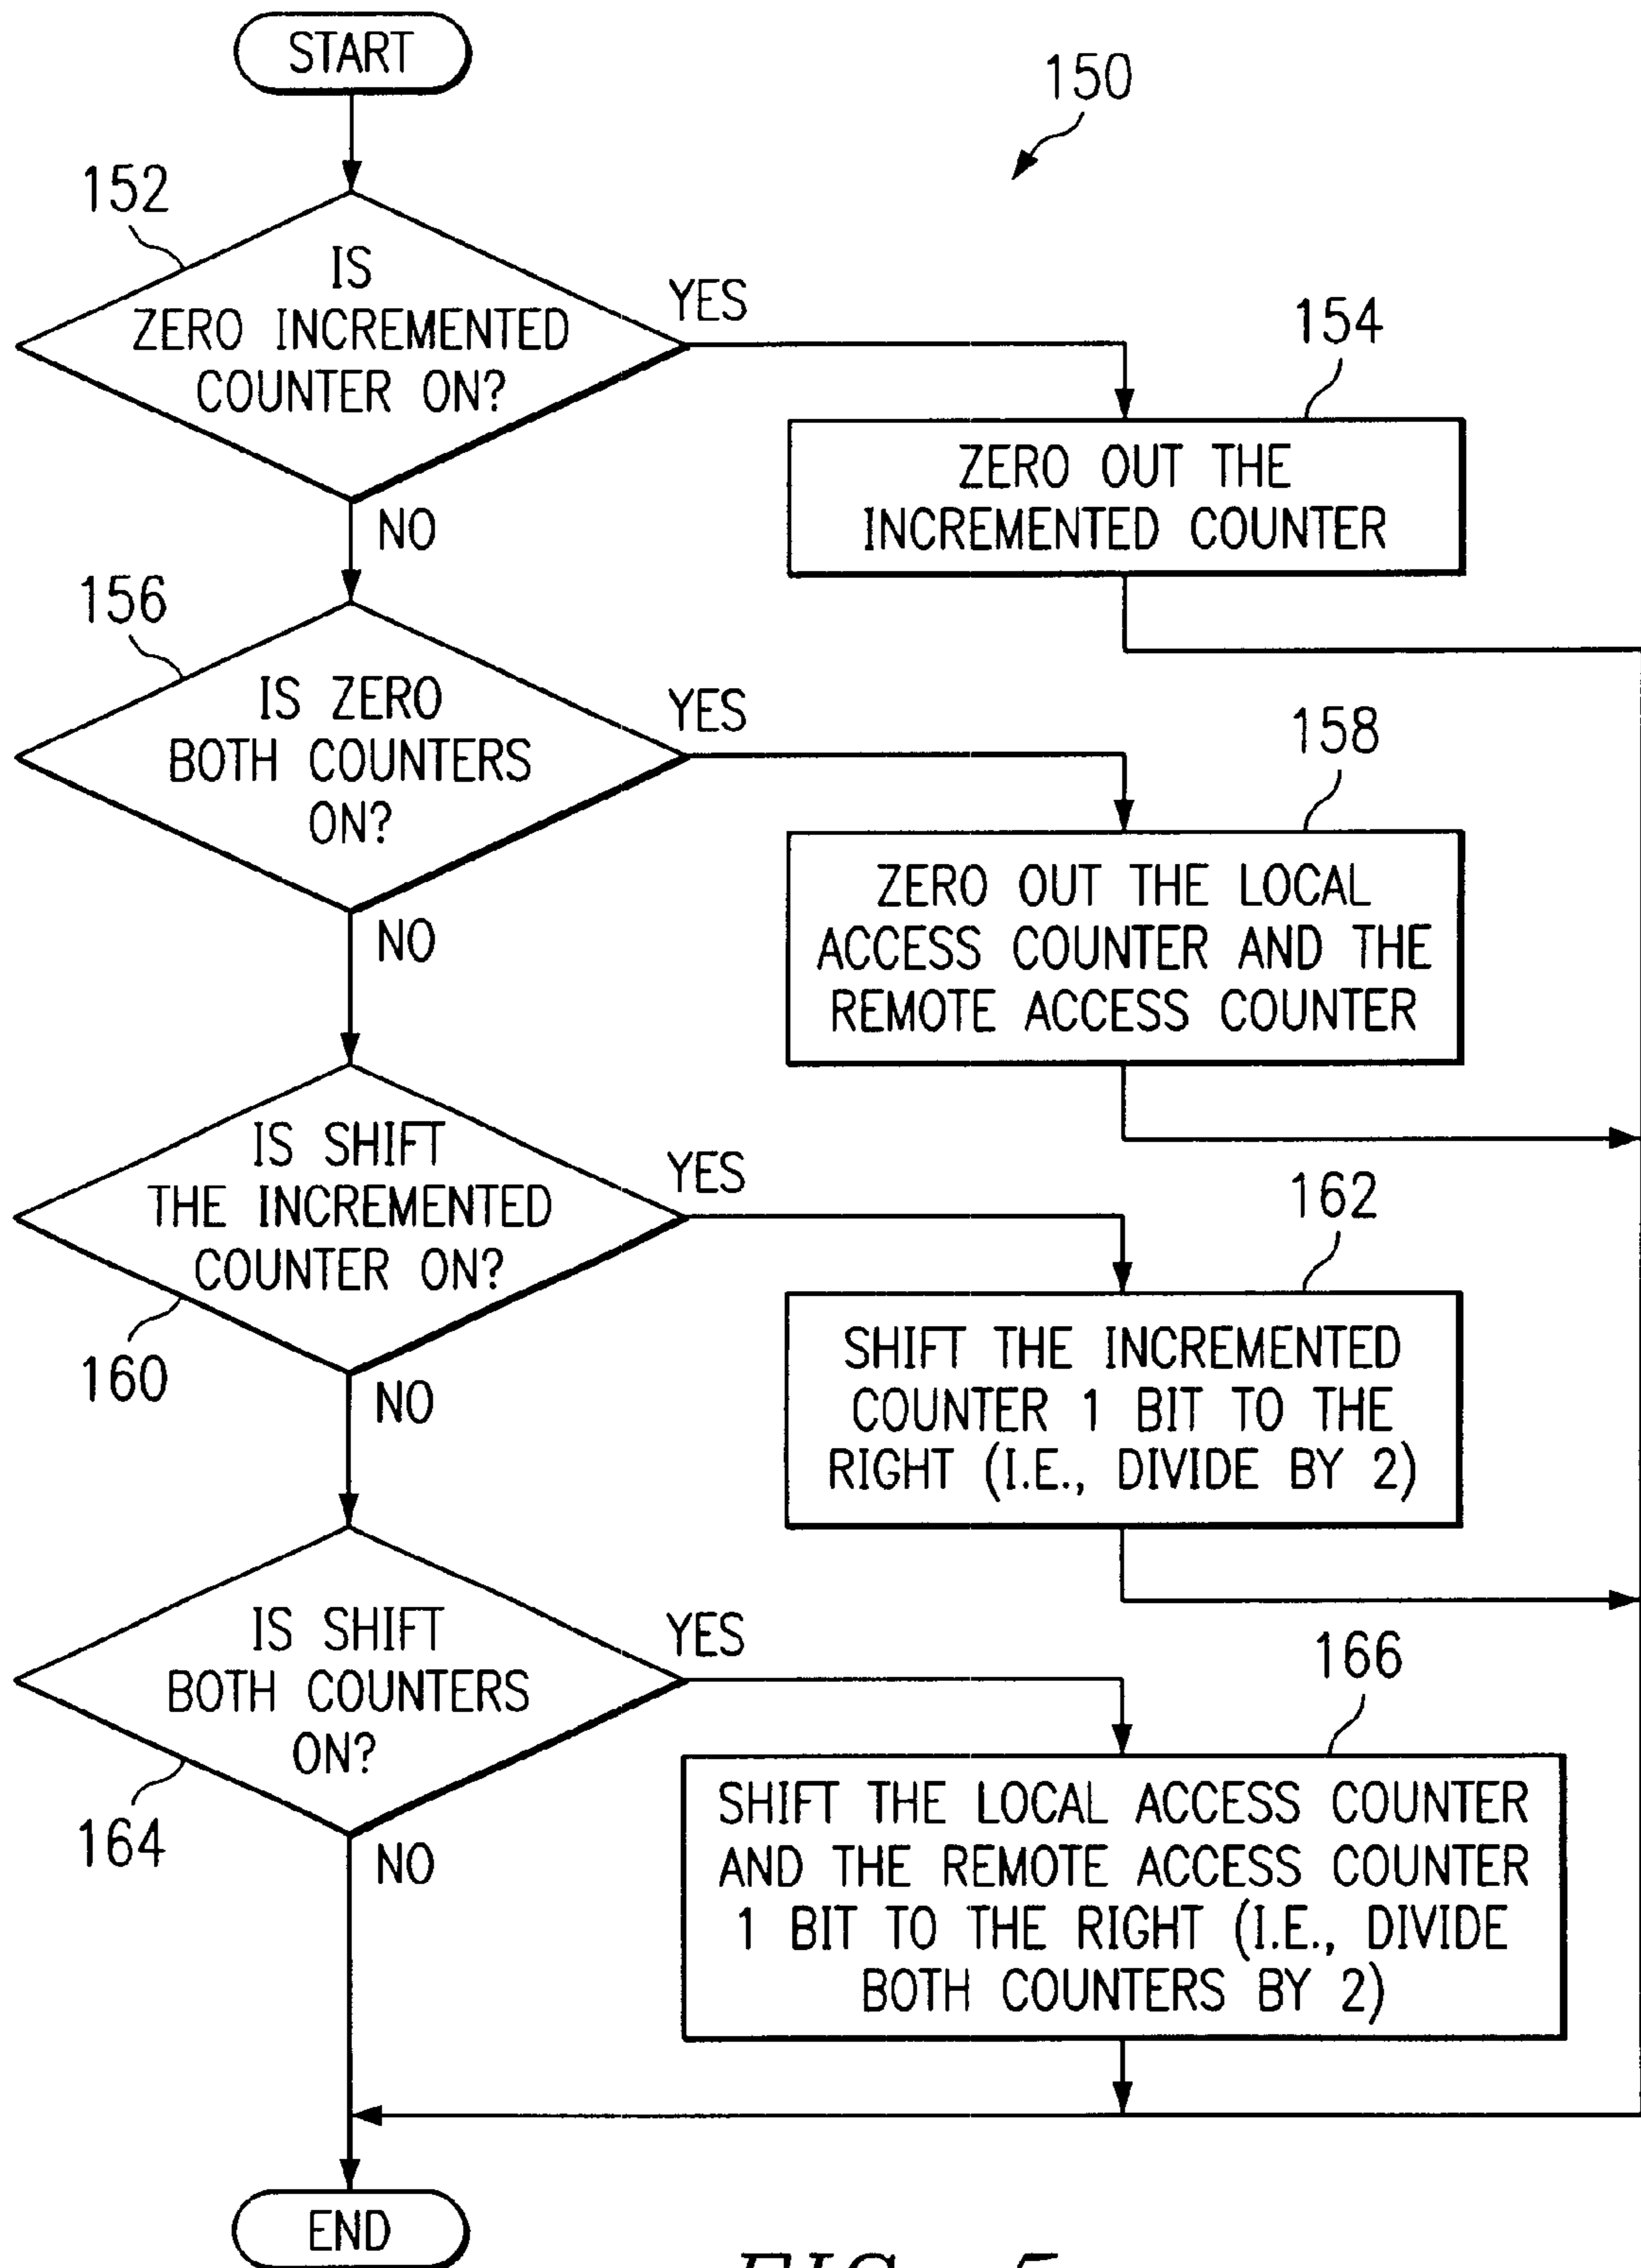 START
150
152
IS
ZERO INCREMENTED
COUNTER ON?
YES
154
ZERO OUT THE
INCREMENTED COUNTER
NO
156
IS ZERO
BOTH COUNTERS
ON?
YES
158
ZERO OUT THE LOCAL
ACCESS COUNTER AND THE
REMOTE ACCESS COUNTER
NO
IS SHIFT
THE INCREMENTED
COUNTER ON?
YES
162
160
SHIFT THE INCREMENTED
COUNTER 1 BIT TO THE
RIGHT (I.E., DIVIDE BY 2)
NO
IS SHIFT
BOTH COUNTERS
ON?
YES
166
164
SHIFT THE LOCAL ACCESS COUNTER
AND THE REMOTE ACCESS COUNTER
1 BIT TO THE RIGHT (I.E., DIVIDE
BOTH COUNTERS BY 2)
NO
END
FIG. 5